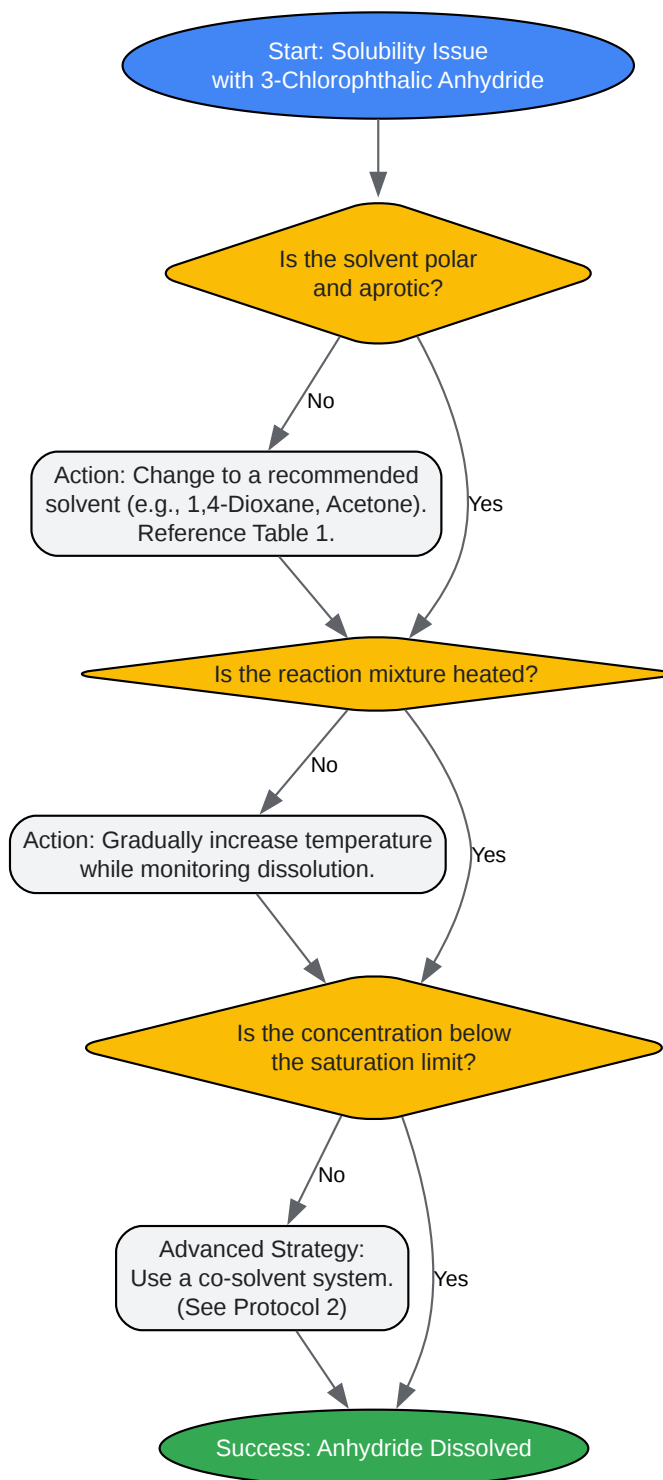 Start: Solubility Issue
with 3-Chlorophthalic Anhydride
Is the solvent polar
and aprotic?
No
Action: Change to a recommended
solvent (e.g., 1,4-Dioxane, Acetone).
Reference Table 1.
Yes
Is the reaction mixture heated?
No
Action: Gradually increase temperature
while monitoring dissolution.
Yes
Is the concentration below
the saturation limit?
No
Advanced Strategy:
Use a co-solvent system.
(See Protocol 2)
Yes
Success: Anhydride Dissolved